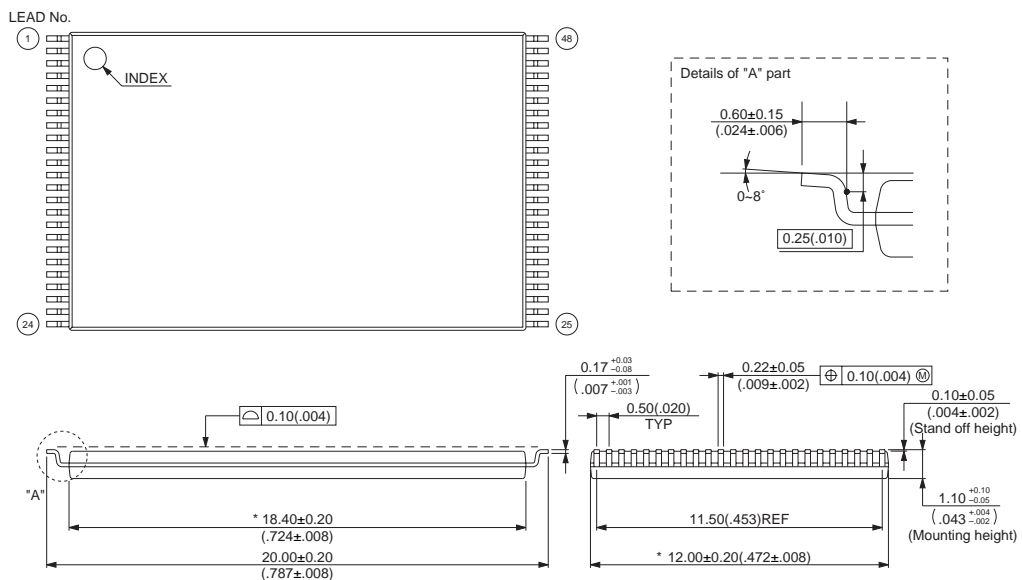 LEAD No.
1
48
INDEX
24
25
Details of "A" part
0.60±0.15
(.024±.006)
0~8°
0.25(.010)
0.10(.004)
"A"
* 18.40±0.20
(.724±.008)
20.00±0.20
(.787±.008)
0.17 +0.03 –0.08
(.007 +.001 –.003)
0.50(.020)
TYP
0.22±0.05
(.009±.002)
⌖ 0.10(.004) Ⓜ
0.10±0.05
(.004±.002)
(Stand off height)
11.50(.453)REF
* 12.00±0.20(.472±.008)
1.10 +0.10 –0.05
(.043 +.004 –.002)
(Mounting height)